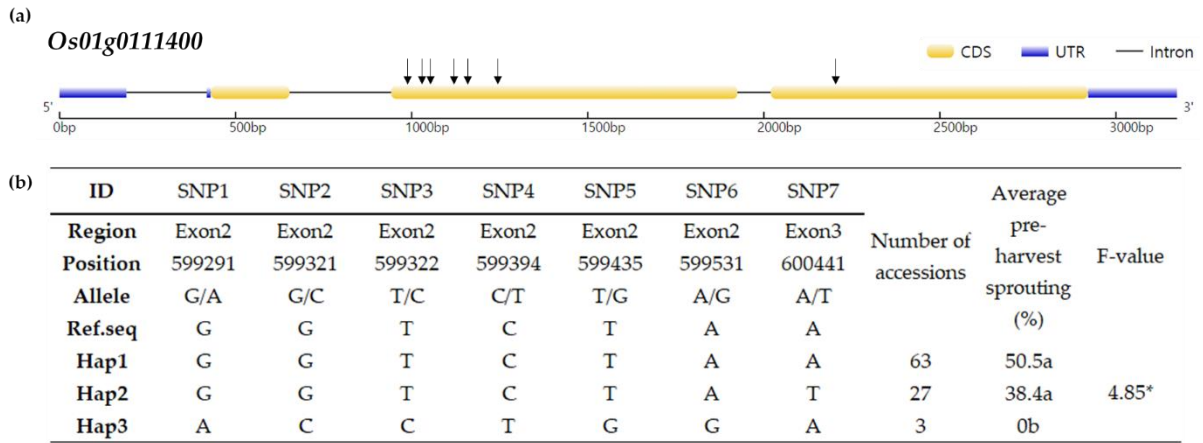 (a)
Os01g0111400
CDS UTR Intron
5' 3'
0bp 500bp 1000bp 1500bp 2000bp 2500bp 3000bp
(b)
ID SNP1 SNP2 SNP3 SNP4 SNP5 SNP6 SNP7 Number of accessions Average pre-harvest sprouting (%) F-value
Region Exon2 Exon2 Exon2 Exon2 Exon2 Exon2 Exon3
Position 599291 599321 599322 599394 599435 599531 600441
Allele G/A G/C T/C C/T T/G A/G A/T
Ref.seq G G T C T A A
Hap1 G G T C T A A 63 50.5a
Hap2 G G T C T A T 27 38.4a 4.85*
Hap3 A C C T G G A 3 0b